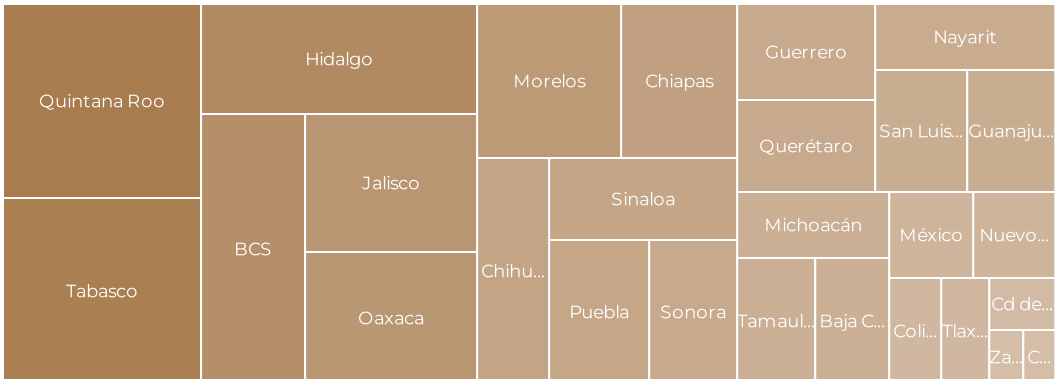 Quintana Roo
Tabasco
Hidalgo
BCS
Jalisco
Oaxaca
Morelos
Chiapas
Chihu...
Sinaloa
Puebla
Sonora
Guerrero
Querétaro
Nayarit
San Luis...
Guanaju...
Michoacán
Tamaul...
Baja C...
México
Nuevo...
Coli...
Tlax...
Cd de...
Za...
C...